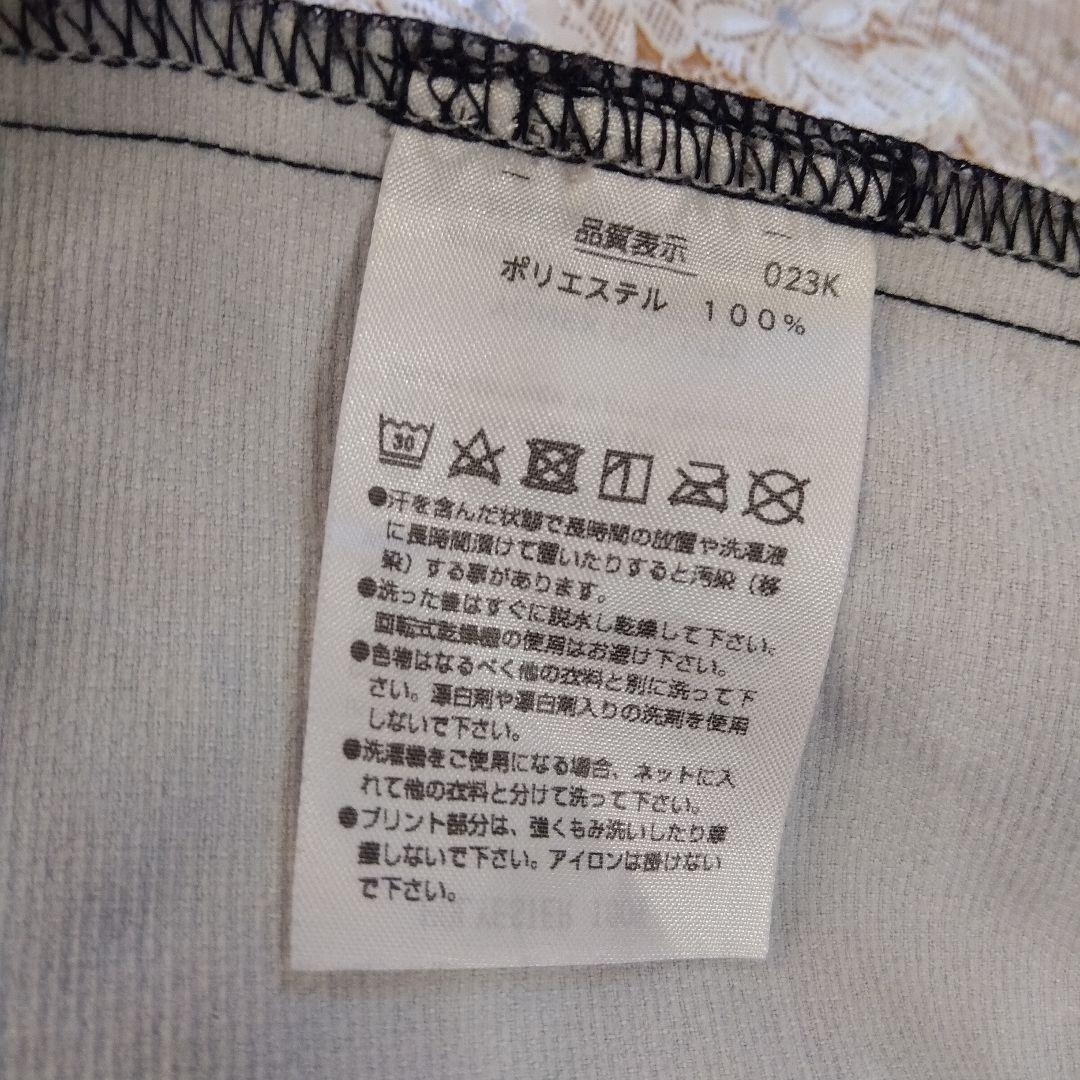 品質表示 023K
ポリエステル 100%
30
●汗を含んだ状態で長時間の放置や洗濯液
に長時間漬けて置いたりすると汚染(移
染)する事があります。
●洗った後はすぐに脱水し乾燥して下さい。
回転式乾燥機の使用はお避け下さい。
●色物はなるべく他の衣料と別に洗って下
さい。漂白剤や漂白剤入りの洗剤を使用
しないで下さい。
●洗濯機をご使用になる場合、ネットに入
れて他の衣料と分けて洗って下さい。
●プリント部分は、強くもみ洗いしたり摩
擦しないで下さい。アイロンは掛けない
で下さい。